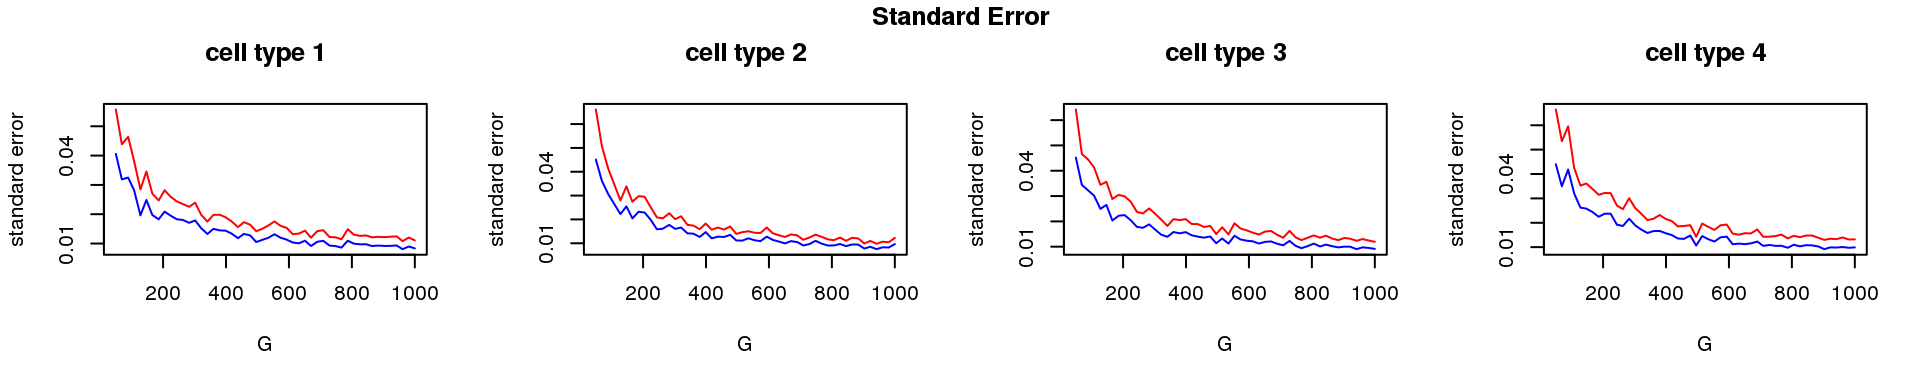 Standard Error
cell type 1
standard error
0.04
0.01
200 400 600 800 1000
G
cell type 2
standard error
0.04
0.01
200 400 600 800 1000
G
cell type 3
standard error
0.04
0.01
200 400 600 800 1000
G
cell type 4
standard error
0.04
0.01
200 400 600 800 1000
G